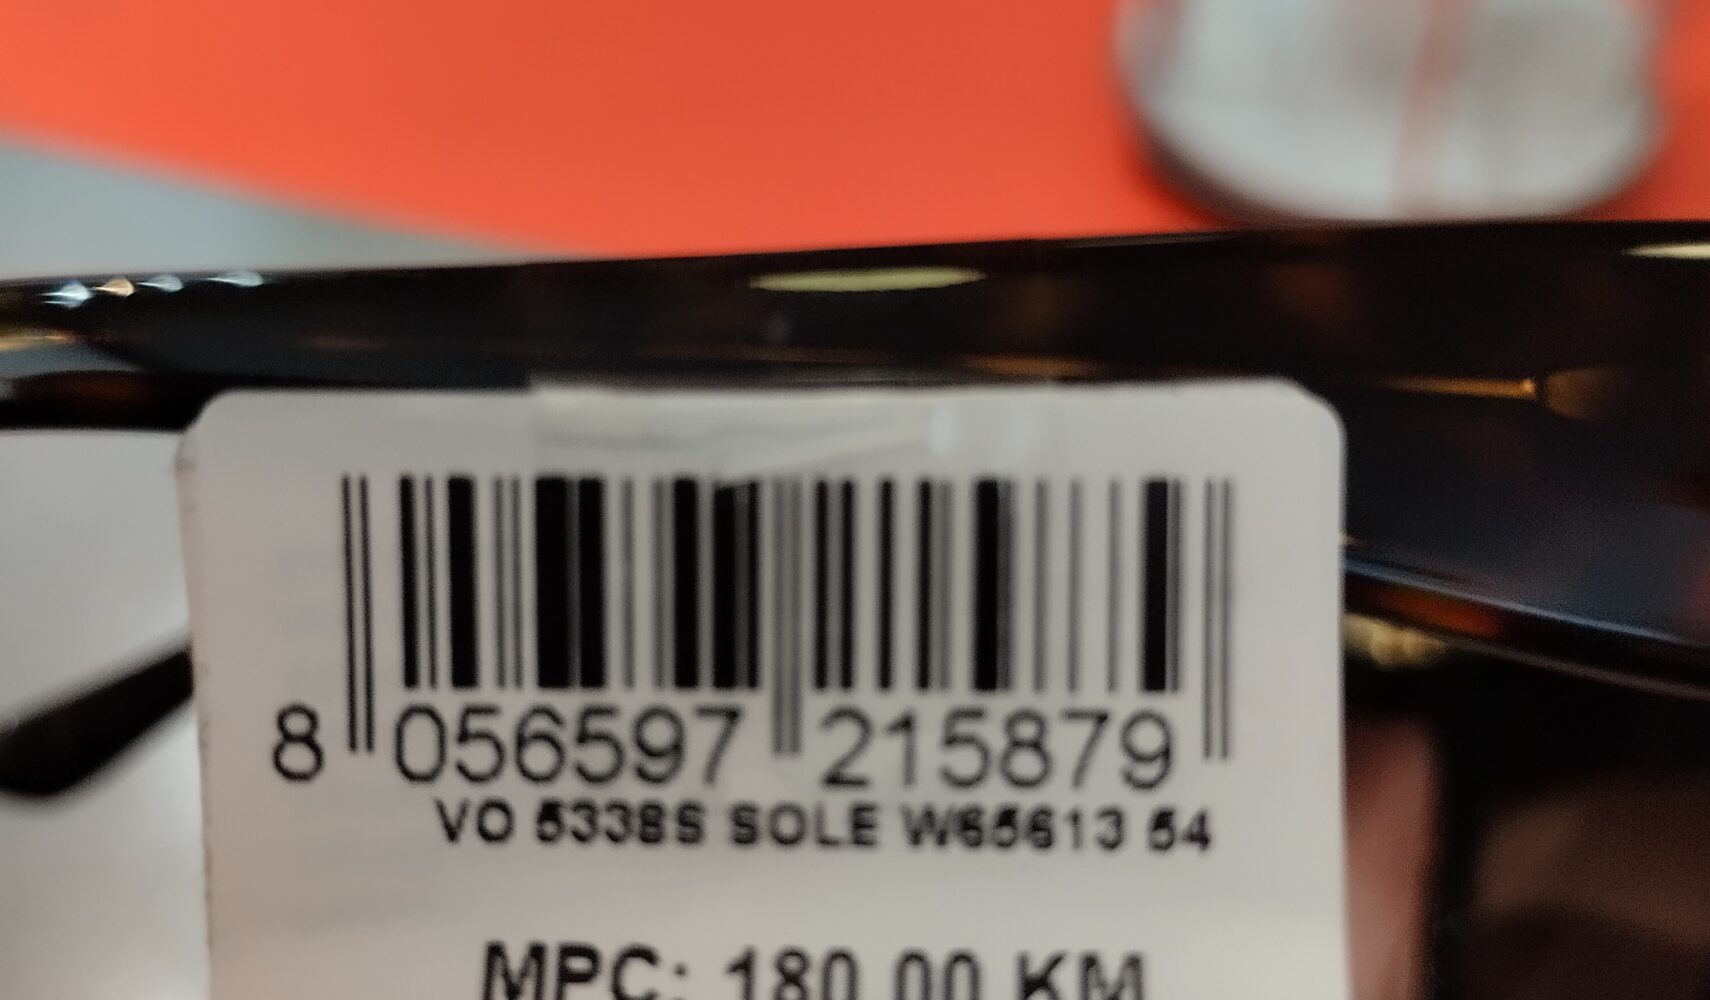 8 056597 215879
VO 5338S SOLE W65613 54
MPC: 180,00 KM